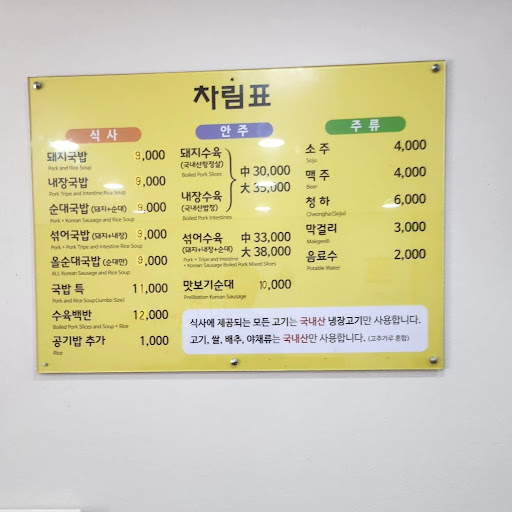 차림표
식사
돼지국밥 9,000
Pork and Rice Soup
내장국밥 9,000
Pork Tripe and Intestine Rice Soup
순대국밥 (돼지+순대) 9,000
Pork + Korean Sausage and Rice Soup
섞어국밥 (돼지+내장) 9,000
Pork + Pork Tripe and Intestine Rice Soup
올순대국밥 (순대만) 9,000
ALL Korean Sausage and Rice Soup
국밥 특 11,000
Pork and Rice Soup(Jumbo Size)
수육백반 12,000
Boiled Pork Slices and Soup + Rice
공기밥 추가 1,000
Rice
안주
돼지수육
(국내산항정살)
Boiled Pork Slices
中 30,000
大 35,000
내장수육
(국내산밥창)
Boiled Pork Intestines
섞어수육 中 33,000
(돼지+내장+순대) 大 38,000
Pork + Tripe and Intestine
+ Korean Sausage Boiled Pork Mixed Slices
맛보기순대 10,000
PreRbation Korean Sausage
주류
소주 4,000
Soju
맥주 4,000
Beer
청하 6,000
Cheongha(Soju)
막걸리 3,000
Makgeolli
음료수 2,000
Potable Water
식사에 제공되는 모든 고기는 국내산 냉장고기만 사용합니다.
고기, 쌀, 배추, 야채류는 국내산만 사용합니다. (고추가루 혼합)